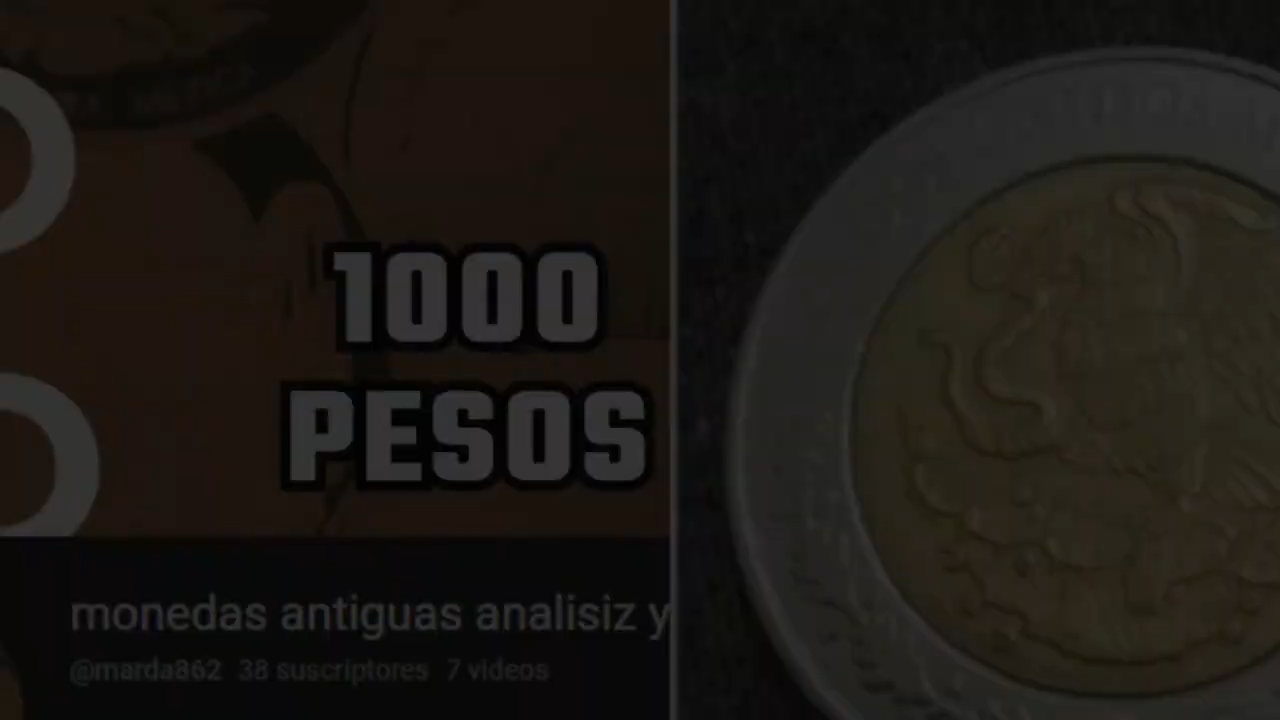 1000
PESOS
monedas antiguas analisiz y
@marda862 38 suscriptores 7 videos